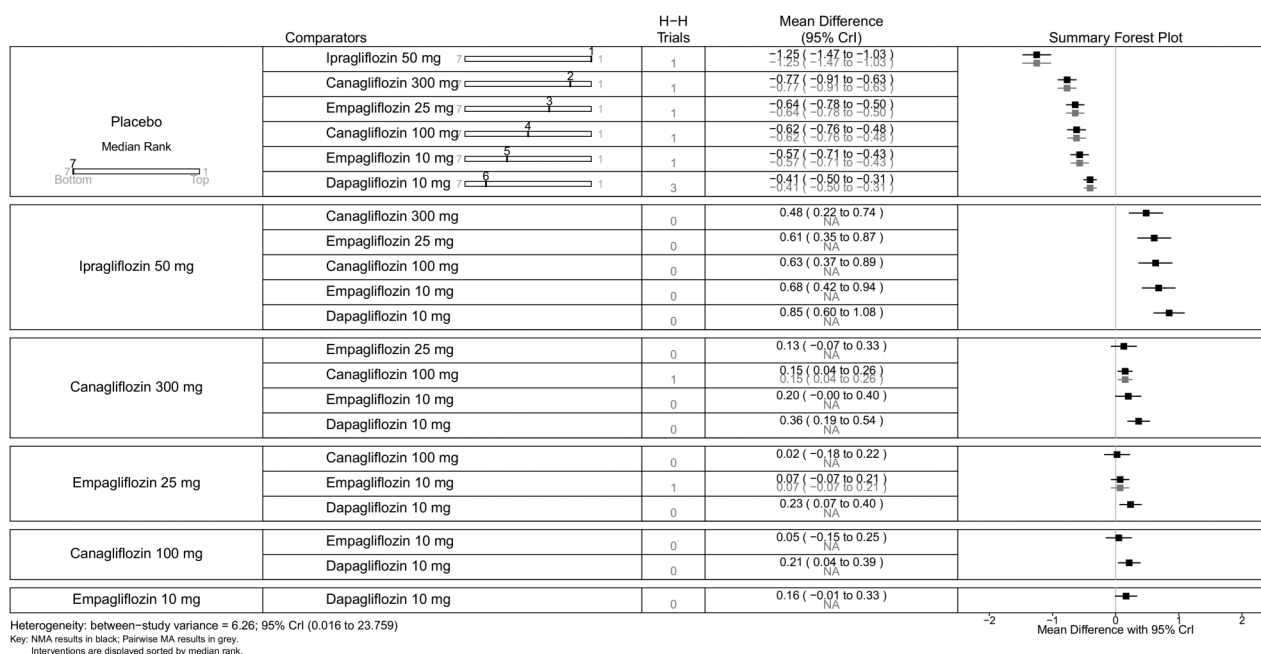 Comparators H−H Trials Mean Difference (95% CrI) Summary Forest Plot
Placebo
Median Rank
7
7 1
Bottom Top
Ipragliflozin 50 mg 7 1 1 1 −1.25 ( −1.47 to −1.03 )
−1.25 ( −1.47 to −1.03 )
Canagliflozin 300 mg 7 2 1 1 −0.77 ( −0.91 to −0.63 )
−0.77 ( −0.91 to −0.63 )
Empagliflozin 25 mg 7 3 1 1 −0.64 ( −0.78 to −0.50 )
−0.64 ( −0.78 to −0.50 )
Canagliflozin 100 mg 7 4 1 1 −0.62 ( −0.76 to −0.48 )
−0.62 ( −0.76 to −0.48 )
Empagliflozin 10 mg 7 5 1 1 −0.57 ( −0.71 to −0.43 )
−0.57 ( −0.71 to −0.43 )
Dapagliflozin 10 mg 7 6 1 3 −0.41 ( −0.50 to −0.31 )
−0.41 ( −0.50 to −0.31 )
Ipragliflozin 50 mg
Canagliflozin 300 mg 0 0.48 ( 0.22 to 0.74 )
NA
Empagliflozin 25 mg 0 0.61 ( 0.35 to 0.87 )
NA
Canagliflozin 100 mg 0 0.63 ( 0.37 to 0.89 )
NA
Empagliflozin 10 mg 0 0.68 ( 0.42 to 0.94 )
NA
Dapagliflozin 10 mg 0 0.85 ( 0.60 to 1.08 )
NA
Canagliflozin 300 mg
Empagliflozin 25 mg 0 0.13 ( −0.07 to 0.33 )
NA
Canagliflozin 100 mg 1 0.15 ( 0.04 to 0.26 )
0.15 ( 0.04 to 0.26 )
Empagliflozin 10 mg 0 0.20 ( −0.00 to 0.40 )
NA
Dapagliflozin 10 mg 0 0.36 ( 0.19 to 0.54 )
NA
Empagliflozin 25 mg
Canagliflozin 100 mg 0 0.02 ( −0.18 to 0.22 )
NA
Empagliflozin 10 mg 1 0.07 ( −0.07 to 0.21 )
0.07 ( −0.07 to 0.21 )
Dapagliflozin 10 mg 0 0.23 ( 0.07 to 0.40 )
NA
Canagliflozin 100 mg
Empagliflozin 10 mg 0 0.05 ( −0.15 to 0.25 )
NA
Dapagliflozin 10 mg 0 0.21 ( 0.04 to 0.39 )
NA
Empagliflozin 10 mg
Dapagliflozin 10 mg 0 0.16 ( −0.01 to 0.33 )
NA
−2 −1 0 1 2
Mean Difference with 95% CrI
Heterogeneity: between−study variance = 6.26; 95% CrI (0.016 to 23.759)
Key: NMA results in black; Pairwise MA results in grey.
Interventions are displayed sorted by median rank.